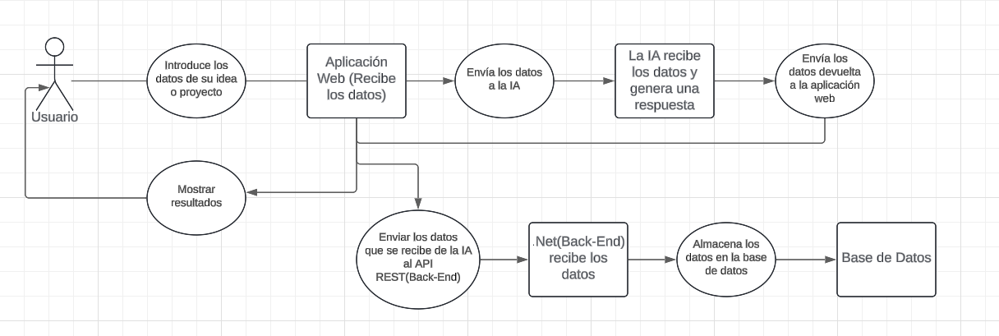 Usuario
Introduce los
datos de su idea
o proyecto
Aplicación
Web (Recibe
los datos)
Envía los datos
a la IA
La IA recibe
los datos y
genera una
respuesta
Envía los
datos devuelta
a la aplicación
web
Mostrar
resultados
Enviar los datos
que se recibe de la IA
al API
REST(Back-End)
.Net(Back-End)
recibe los
datos
Almacena los
datos en la base
de datos
Base de Datos